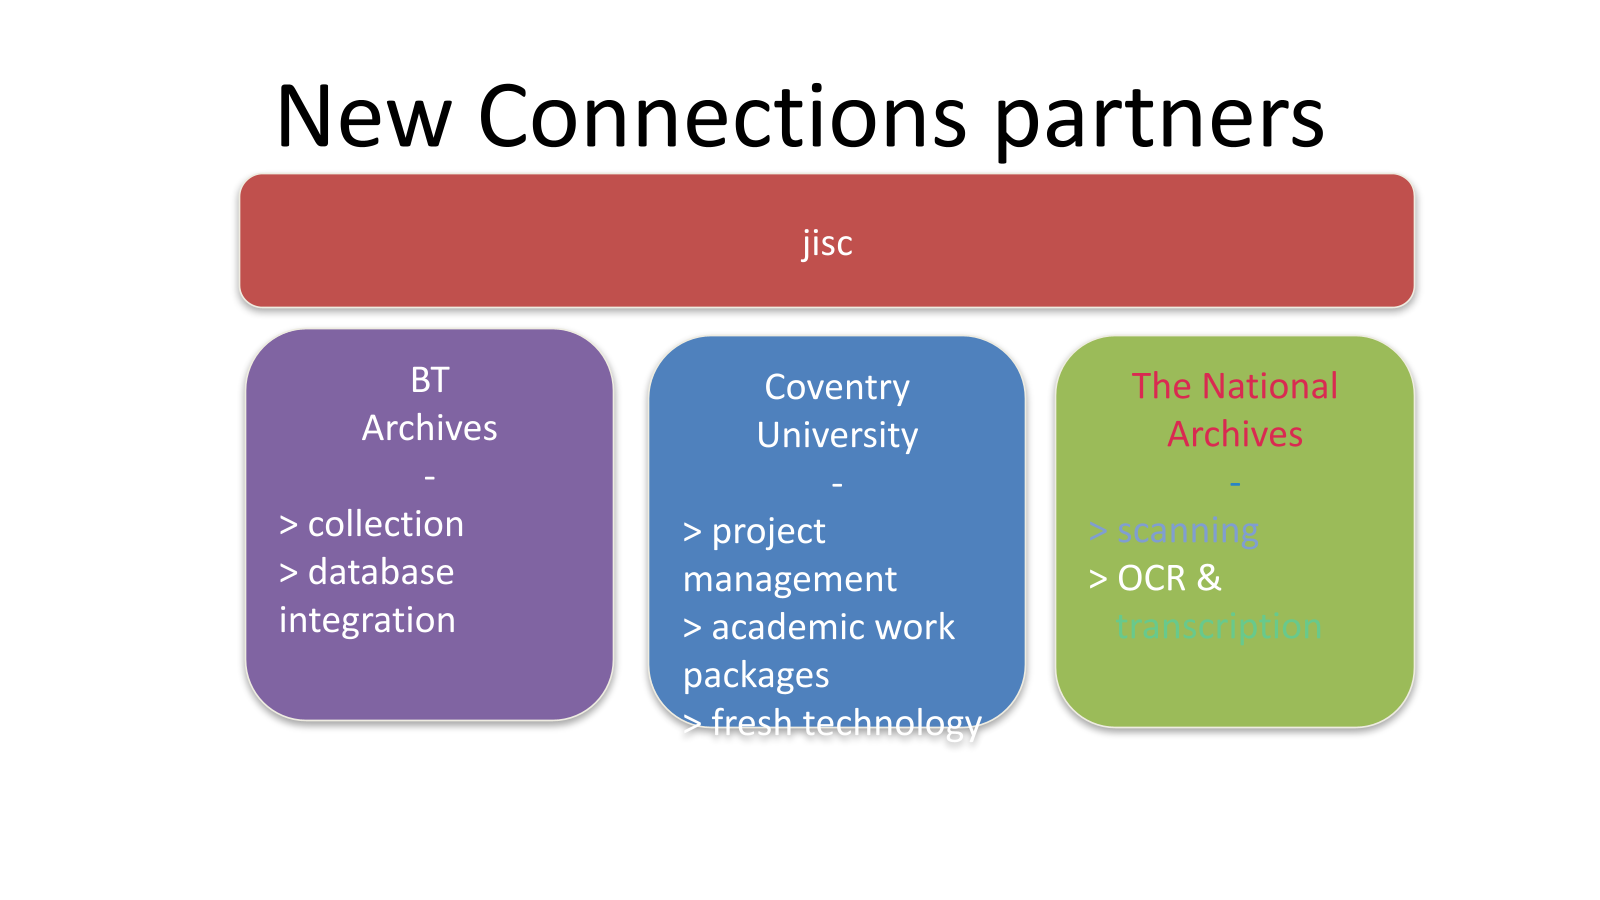 New Connections partners
jisc
BT
Archives
-
> collection
> database
integration
Coventry
University
-
> project
management
> academic work
packages
> fresh technology
The National
Archives
-
> scanning
> OCR &
transcription